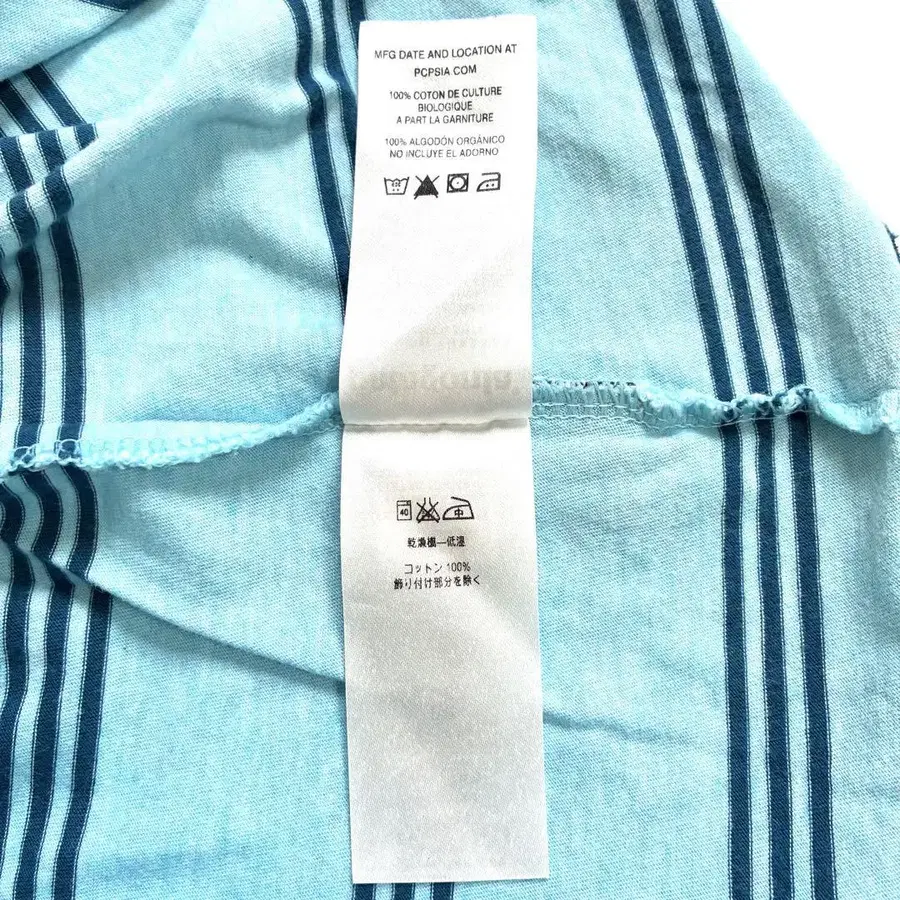 MFG DATE AND LOCATION AT
PCPSIA COM
100% COTON DE CULTURE
BIOLOGIQUE
A PART LA GARNITURE
100% ALGODÓN ORGÁNICO
NO INCLUYE EL ADORNO
40 中
乾燥機—低温
コットン 100%
飾り付け部分を除く